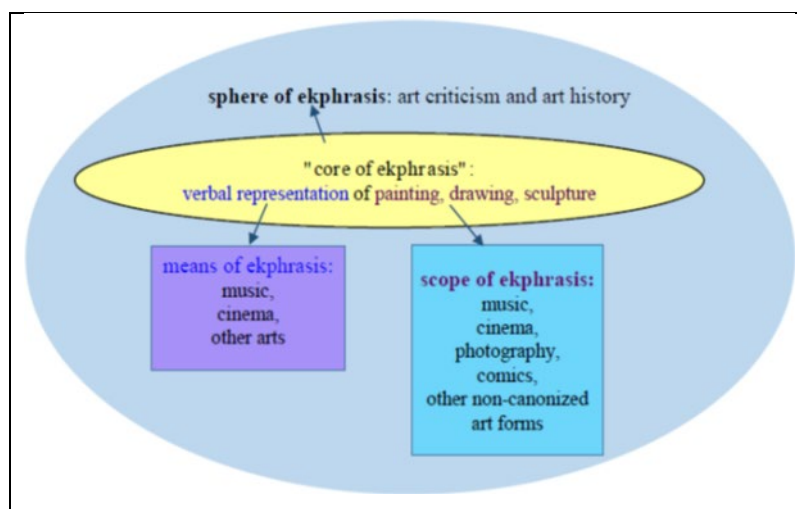 sphere of ekphrasis: art criticism and art history
"core of ekphrasis":
verbal representation of painting, drawing, sculpture
means of ekphrasis:
music,
cinema,
other arts
scope of ekphrasis:
music,
cinema,
photography,
comics,
other non-canonized
art forms